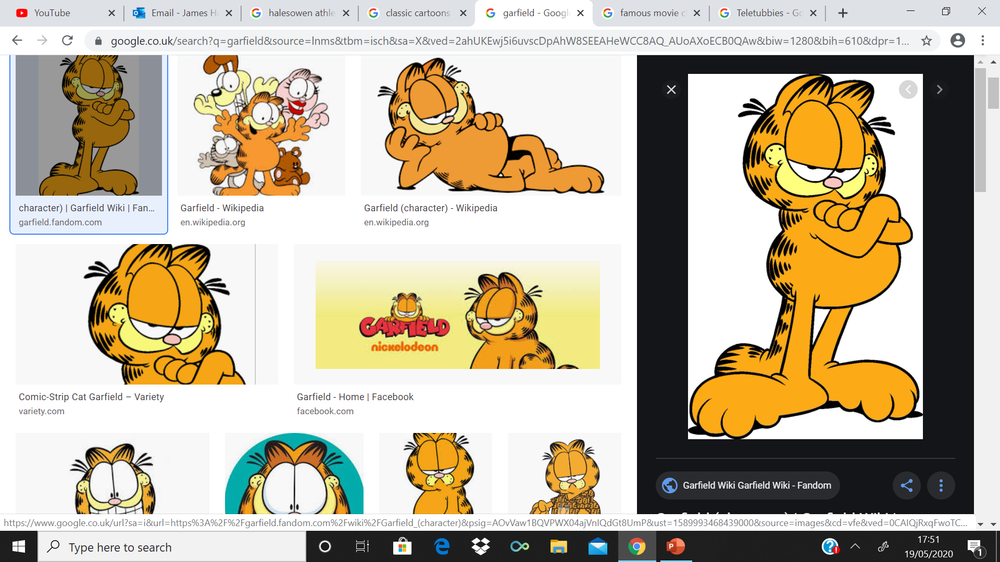 YouTube
Email - James H
halesowen athle
classic cartoons
garfield - Googl
famous movie c
Teletubbies - Go
google.co.uk/search?q=garfield&source=lnms&tbm=isch&sa=X&ved=2ahUKEwj5i6uvscDpAhW8SEEAHeWCC8AQ_AUoAXoECB0QAw&biw=1280&bih=610&dpr=1...
character) | Garfield Wiki | Fan...
garfield.fandom.com
Garfield - Wikipedia
en.wikipedia.org
Garfield (character) - Wikipedia
en.wikipedia.org
GARFIELD
nickelodeon
Comic-Strip Cat Garfield – Variety
variety.com
Garfield - Home | Facebook
facebook.com
Garfield Wiki Garfield Wiki - Fandom
https://www.google.co.uk/url?sa=i&url=https%3A%2F%2Fgarfield.fandom.com%2Fwiki%2FGarfield_(character)&psig=AOvVaw1BQVPWX04ajVnIQdGt8UmP&ust=1589993468439000&source=images&cd=vfe&ved=0CAIQjRxqFwoTC...
Type here to search
17:51
19/05/2020
1